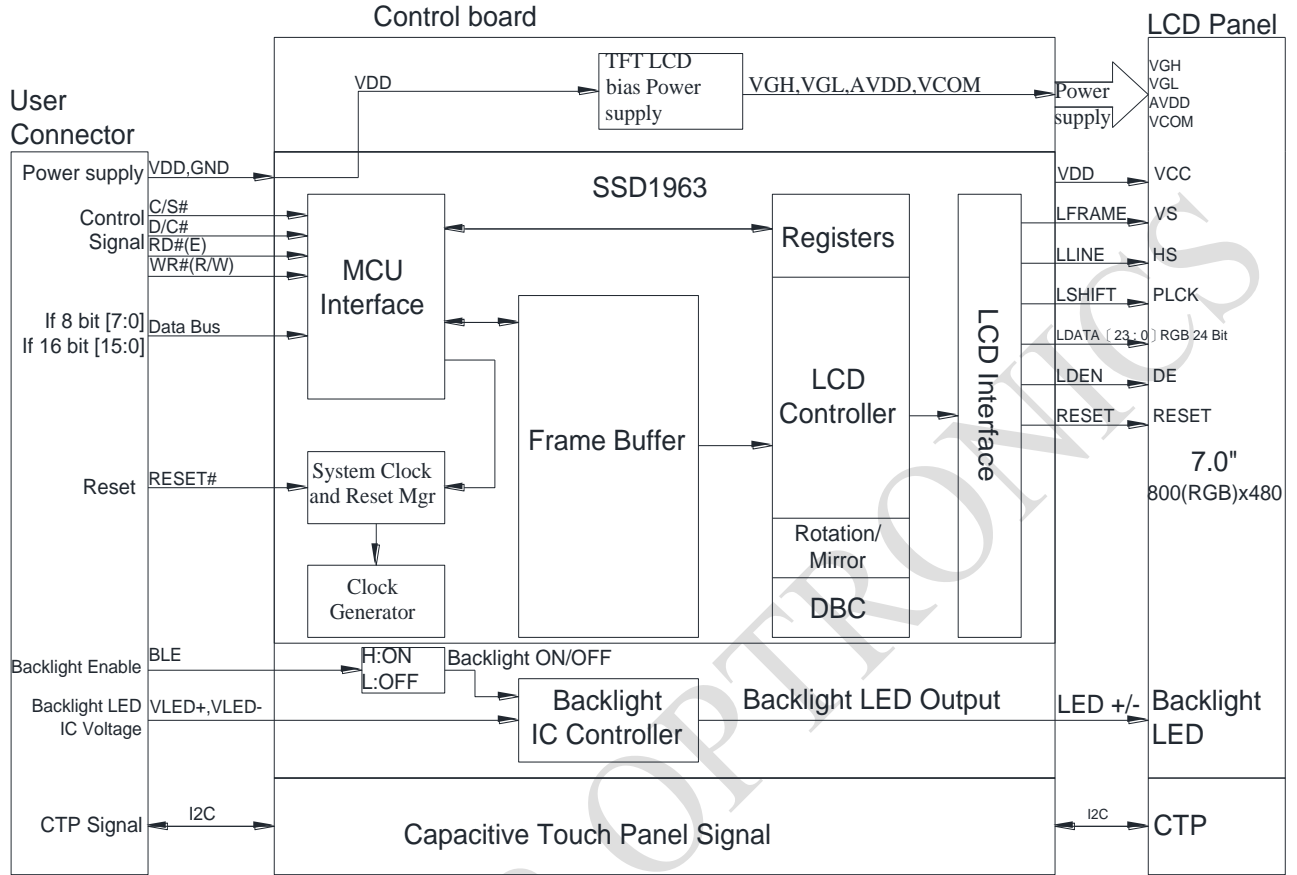 Control board
LCD Panel
User
Connector
VDD
TFT LCD
bias Power
supply
VGH,VGL,AVDD,VCOM
Power
supply
VGH
VGL
AVDD
VCOM
Power supply
VDD,GND
SSD1963
VDD
VCC
Control
Signal
C/S#
D/C#
RD#(E)
WR#(R/W)
MCU
Interface
Registers
LFRAME
VS
LLINE
HS
LSHIFT
PLCK
If 8 bit [7:0]
If 16 bit [15:0]
Data Bus
LDATA〔23:0〕RGB 24 Bit
LCD
Controller
LCD Interface
LDEN
DE
Frame Buffer
RESET
RESET
7.0"
800(RGB)x480
Reset
RESET#
System Clock
and Reset Mgr
Rotation/
Mirror
Clock
Generator
DBC
Backlight Enable
BLE
H:ON
L:OFF
Backlight ON/OFF
Backlight LED
IC Voltage
VLED+,VLED-
Backlight
IC Controller
Backlight LED Output
LED +/-
Backlight
LED
CTP Signal
I2C
Capacitive Touch Panel Signal
I2C
CTP
OPTRONICS